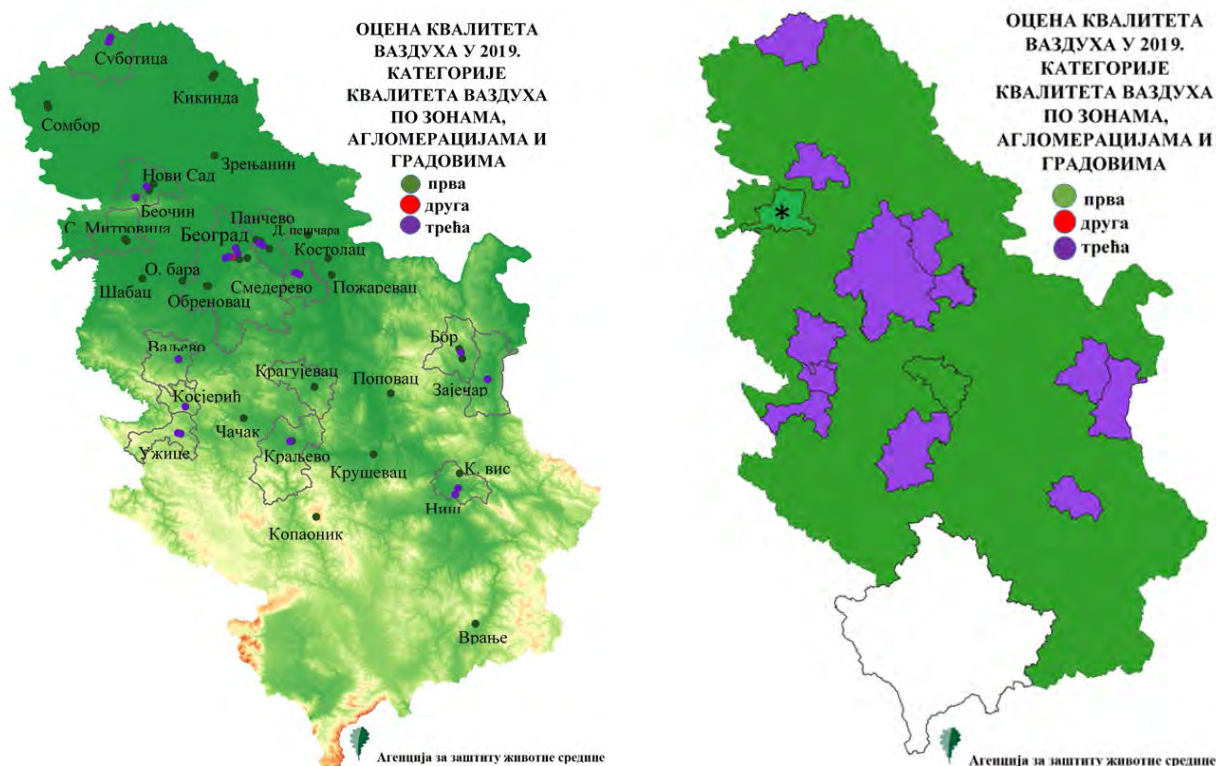 ОЦЕНА КВАЛИТЕТА
ВАЗДУХА У 2019.
КАТЕГОРИЈЕ
КВАЛИТЕТА ВАЗДУХА
ПО ЗОНАМА,
АГЛОМЕРАЦИЈАМА И
ГРАДОВИМА
прва
друга
трећа
Суботица
Кикинда
Сомбор
Зрењанин
Нови Сад
Беочин
С. Митровица
Панчево
Д. пешчара
Београд
Костолац
О. бара
Шабац
Смедерево
Пожаревац
Обреновац
Бор
Ваљево
Крагујевац
Поповац
Зајечар
Косјерић
Чачак
Ужице
Краљево
Крушевац
К. вис
Ниш
Копаоник
Врање
Агенција за заштиту животне средине
ОЦЕНА КВАЛИТЕТА
ВАЗДУХА У 2019.
КАТЕГОРИЈЕ
КВАЛИТЕТА ВАЗДУХА
ПО ЗОНАМА,
АГЛОМЕРАЦИЈАМА И
ГРАДОВИМА
прва
друга
трећа
*
Агенција за заштиту животне средине